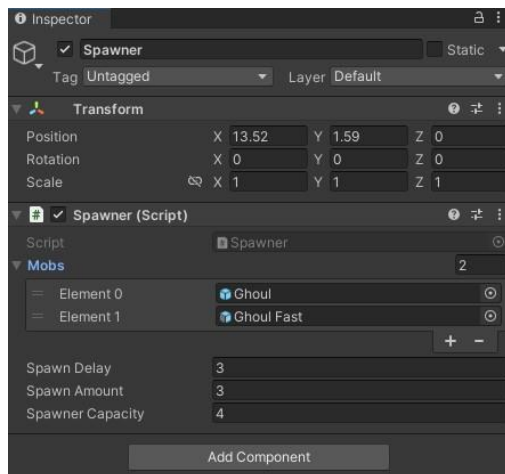 Inspector
Spawner Static
Tag Untagged Layer Default
Transform
Position X 13.52 Y 1.59 Z 0
Rotation X 0 Y 0 Z 0
Scale X 1 Y 1 Z 1
# Spawner (Script)
Script Spawner
Mobs 2
Element 0 Ghoul
Element 1 Ghoul Fast
+ -
Spawn Delay 3
Spawn Amount 3
Spawner Capacity 4
Add Component